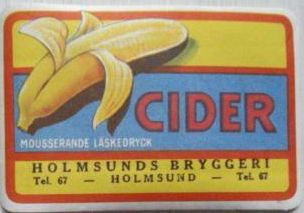 CIDER
MOUSSERANDE LÄSKEDRYCK
HOLMSUNDS BRYGGERI
Tel. 67 — HOLMSUND — Tel. 67